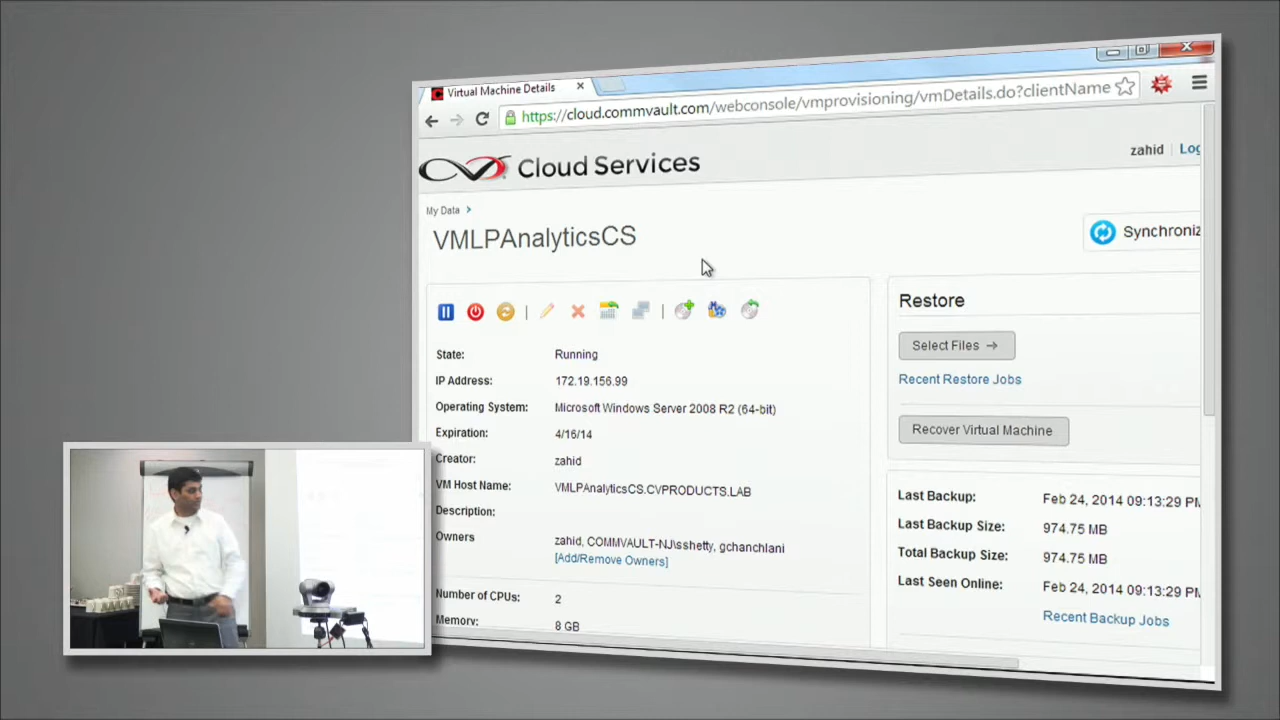 Virtual Machine Details
https://cloud.commvault.com/webconsole/vmprovisioning/vmDetails.do?clientName
CV Cloud Services
zahid | Log
My Data >
VMLPAnalyticsCS
Synchroniz
State: Running
IP Address: 172.19.156.99
Operating System: Microsoft Windows Server 2008 R2 (64-bit)
Expiration: 4/16/14
Creator: zahid
VM Host Name: VMLPAnalyticsCS.CVPRODUCTS.LAB
Description:
Owners zahid, COMMVAULT-NJ\sshetty, gchanchlani
[Add/Remove Owners]
Number of CPUs: 2
Memory: 8 GB
Restore
Select Files →
Recent Restore Jobs
Recover Virtual Machine
Last Backup: Feb 24, 2014 09:13:29 PM
Last Backup Size: 974.75 MB
Total Backup Size: 974.75 MB
Last Seen Online: Feb 24, 2014 09:13:29 PM
Recent Backup Jobs